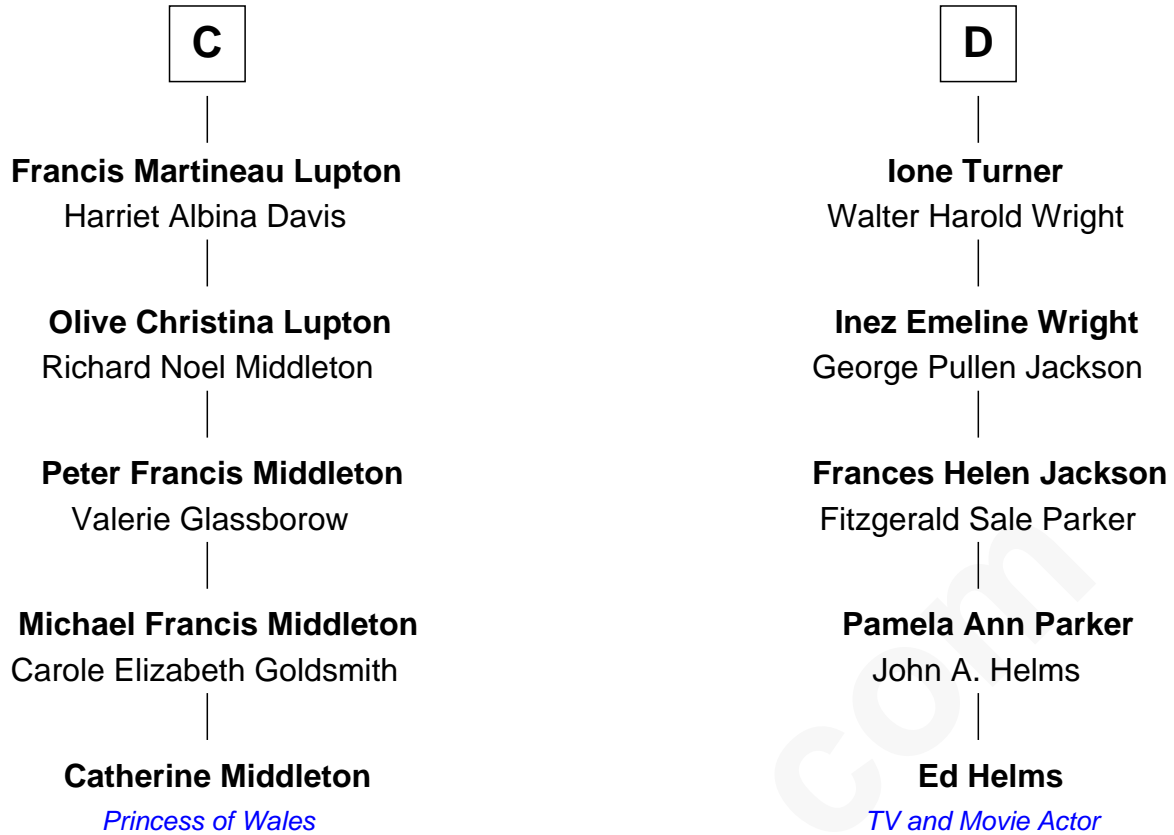 C
Francis Martineau Lupton
Harriet Albina Davis
Olive Christina Lupton
Richard Noel Middleton
Peter Francis Middleton
Valerie Glassborow
Michael Francis Middleton
Carole Elizabeth Goldsmith
Catherine Middleton
Princess of Wales
D
Ione Turner
Walter Harold Wright
Inez Emeline Wright
George Pullen Jackson
Frances Helen Jackson
Fitzgerald Sale Parker
Pamela Ann Parker
John A. Helms
Ed Helms
TV and Movie Actor
com